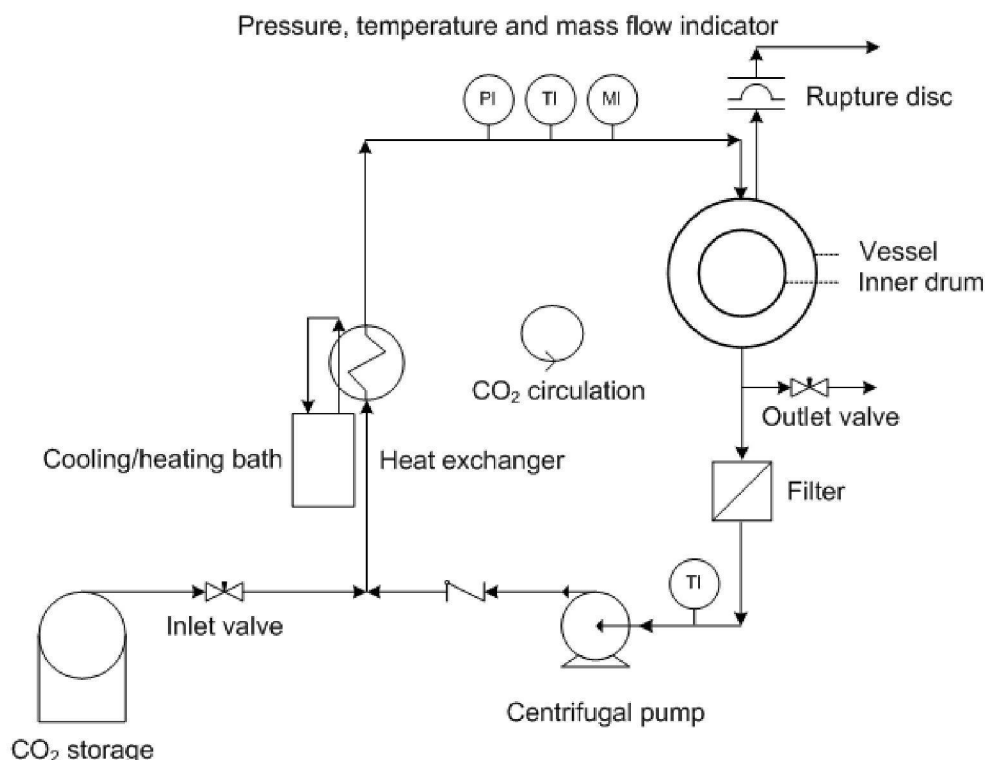 Pressure, temperature and mass flow indicator
PI
TI
MI
Rupture disc
Vessel
Inner drum
CO₂ circulation
Outlet valve
Cooling/heating bath
Heat exchanger
Filter
TI
Inlet valve
Centrifugal pump
CO₂ storage